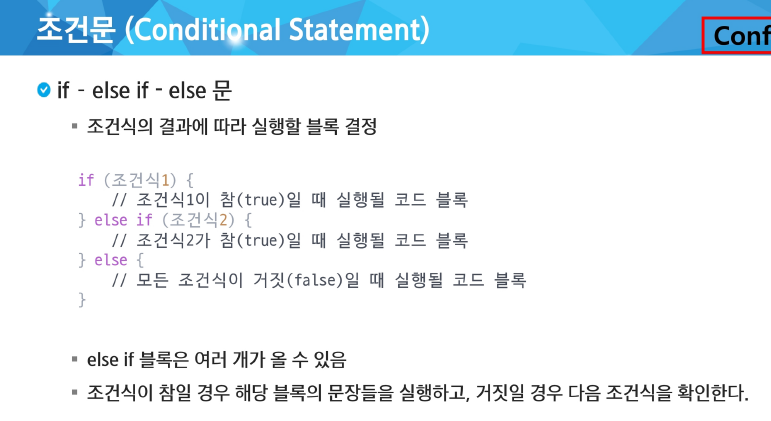 조건문 (Conditional Statement)
if - else if - else 문
조건식의 결과에 따라 실행할 블록 결정
if (조건식1) {
// 조건식1이 참(true)일 때 실행될 코드 블록
} else if (조건식2) {
// 조건식2가 참(true)일 때 실행될 코드 블록
} else {
// 모든 조건식이 거짓(false)일 때 실행될 코드 블록
}
else if 블록은 여러 개가 올 수 있음
조건식이 참일 경우 해당 블록의 문장들을 실행하고, 거짓일 경우 다음 조건식을 확인한다.